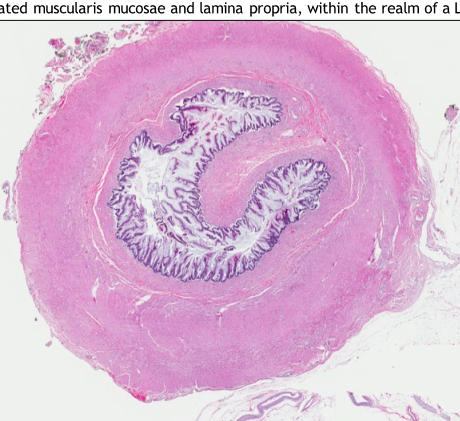 ated muscularis mucosae and lamina propria, within the realm of a L